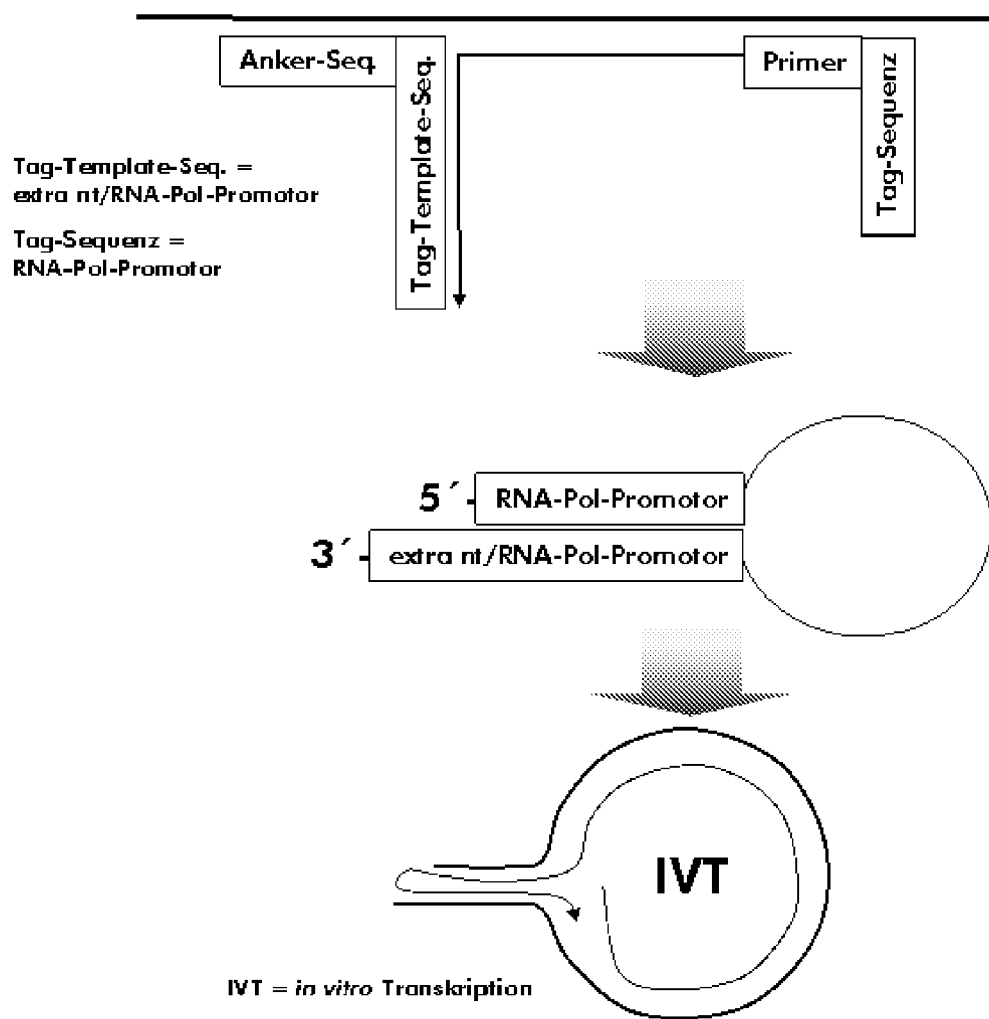 Anker-Seq.
Tag-Template-Seq.
Primer
Tag-Sequenz
Tag-Template-Seq. =
extra nt/RNA-Pol-Promotor
Tag-Sequenz =
RNA-Pol-Promotor
5´- RNA-Pol-Promotor
3´- extra nt/RNA-Pol-Promotor
IVT
IVT = in vitro Transkription